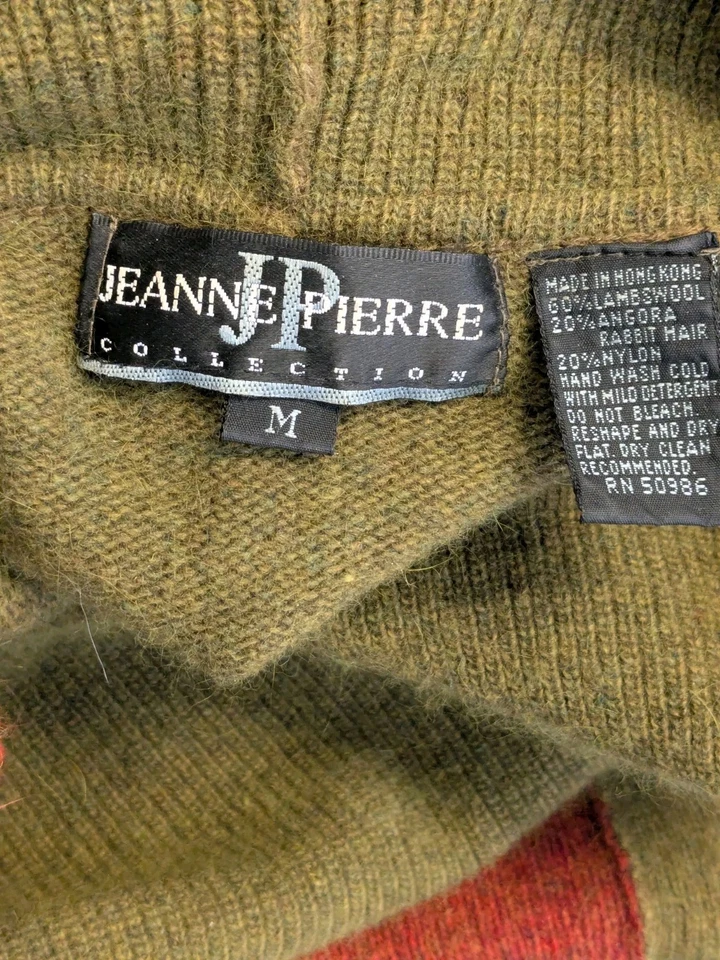 JEANNE PIERRE
JP
COLLECTION
M
MADE IN HONG KONG
60% LAMBSWOOL
20% ANGORA
RABBIT HAIR
20% NYLON
HAND WASH COLD
WITH MILD DETERGENT
DO NOT BLEACH
RESHAPE AND DRY
FLAT. DRY CLEAN
RECOMMENDED.
RN 50986